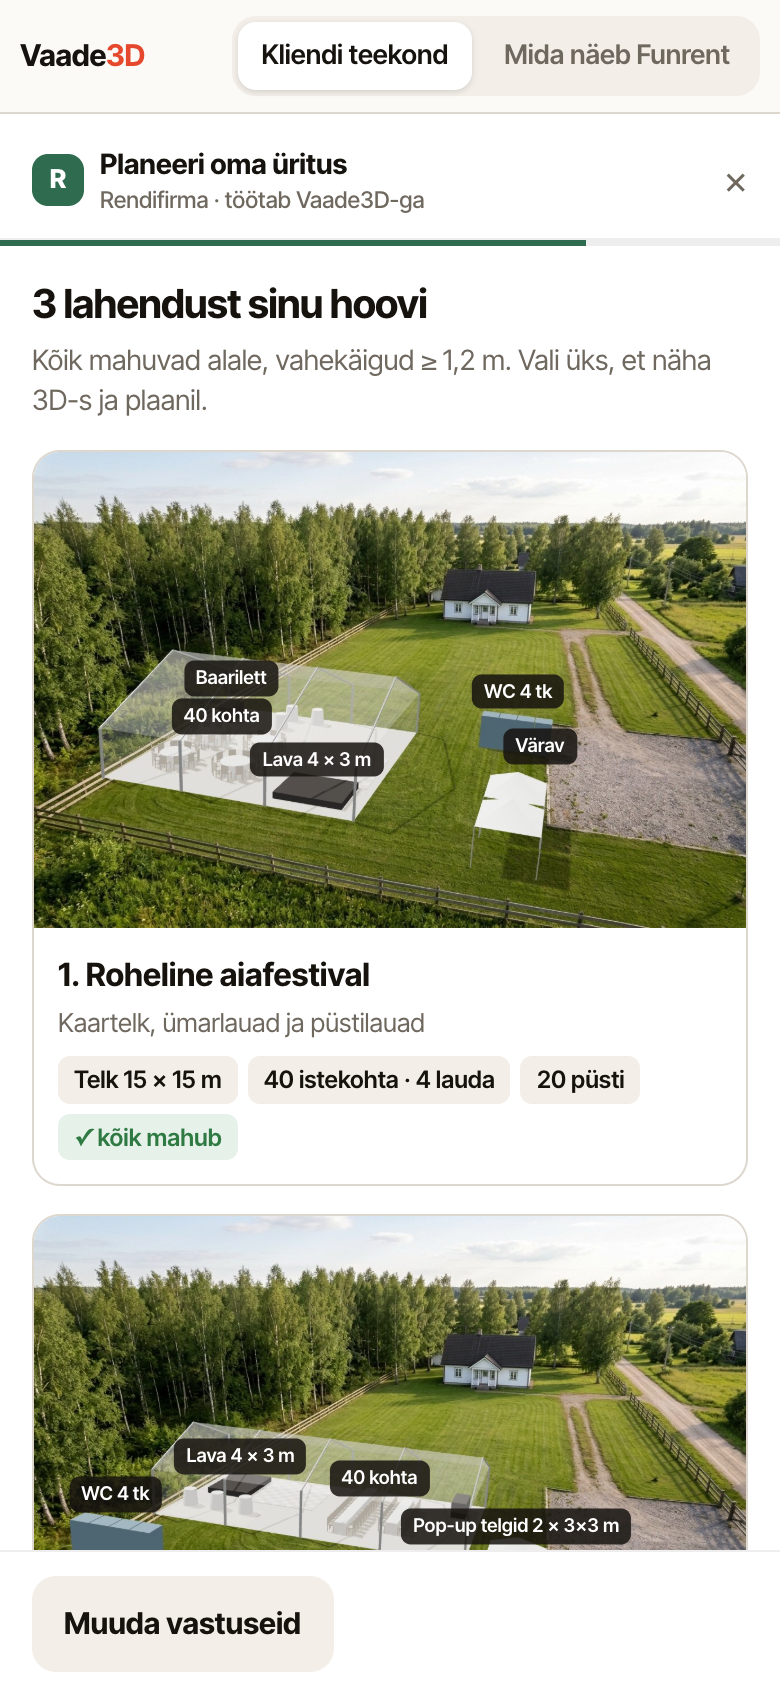 Vaade3D
Kliendi teekond
Mida näeb Funrent
R
Planeeri oma üritus
Rendifirma · töötab Vaade3D-ga
×
3 lahendust sinu hoovi
Kõik mahuvad alale, vahekäigud ≥ 1,2 m. Vali üks, et näha
3D-s ja plaanil.
Baarilett
40 kohta
Lava 4 × 3 m
WC 4 tk
Värav
1. Roheline aiafestival
Kaartelk, ümarlauad ja püstilauad
Telk 15 × 15 m
40 istekohta · 4 lauda
20 püsti
✓ kõik mahub
Lava 4 × 3 m
40 kohta
WC 4 tk
Pop-up telgid 2 × 3×3 m
Muuda vastuseid